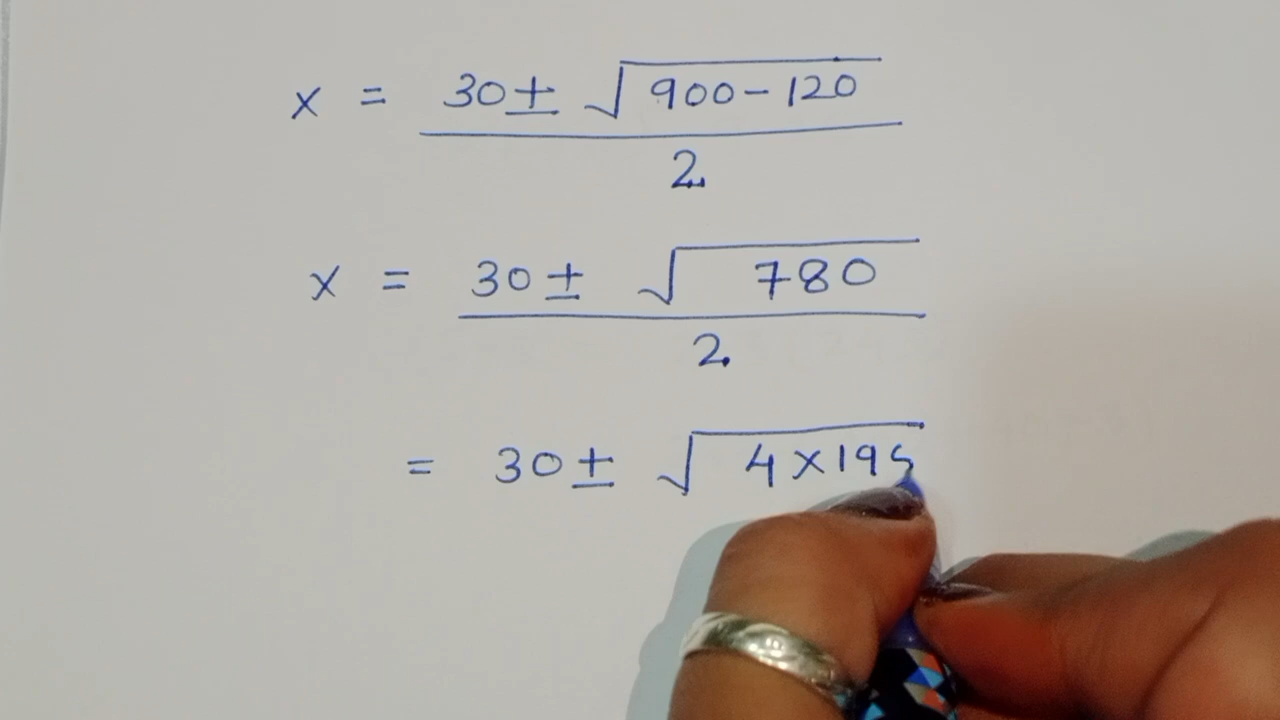 x = 30 ± √900 - 120
2
x = 30 ± √780
2
= 30 ± √4 x 195